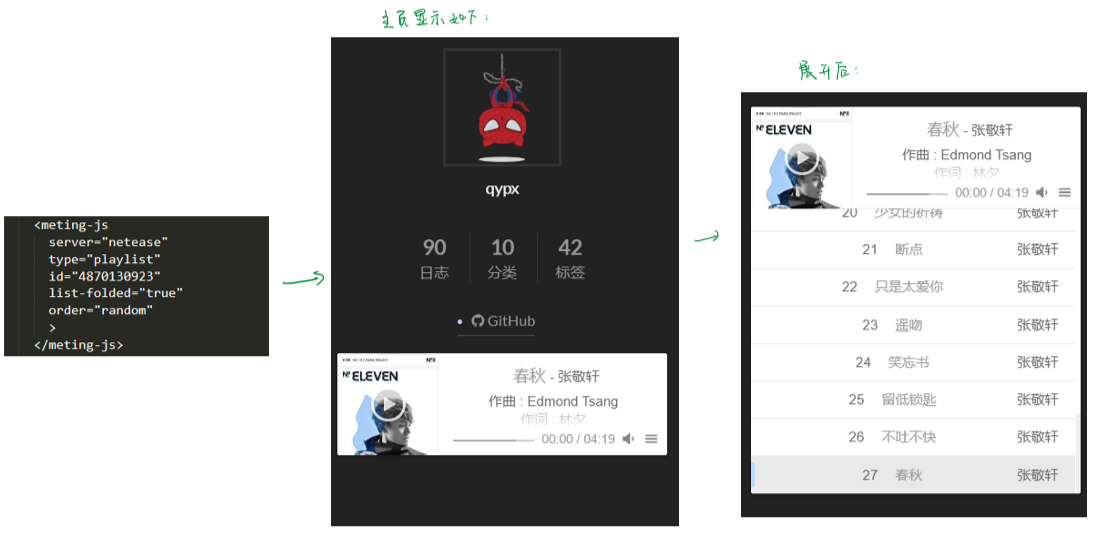 主页显示如下：
展开后：
<meting-js
server="netease"
type="playlist"
id="4870130923"
list-folded="true"
order="random"
>
</meting-js>
qypx
90
日志
10
分类
42
标签
GitHub
Nº ELEVEN
Nº11
春秋 - 张敬轩
作曲 : Edmond Tsang
作词 : 林夕
00:00 / 04:19
Nº ELEVEN
Nº11
春秋 - 张敬轩
作曲 : Edmond Tsang
作词 : 林夕
00:00 / 04:19
20 少女的祈祷 张敬轩
21 断点 张敬轩
22 只是太爱你 张敬轩
23 遥吻 张敬轩
24 笑忘书 张敬轩
25 留低锁匙 张敬轩
26 不吐不快 张敬轩
27 春秋 张敬轩